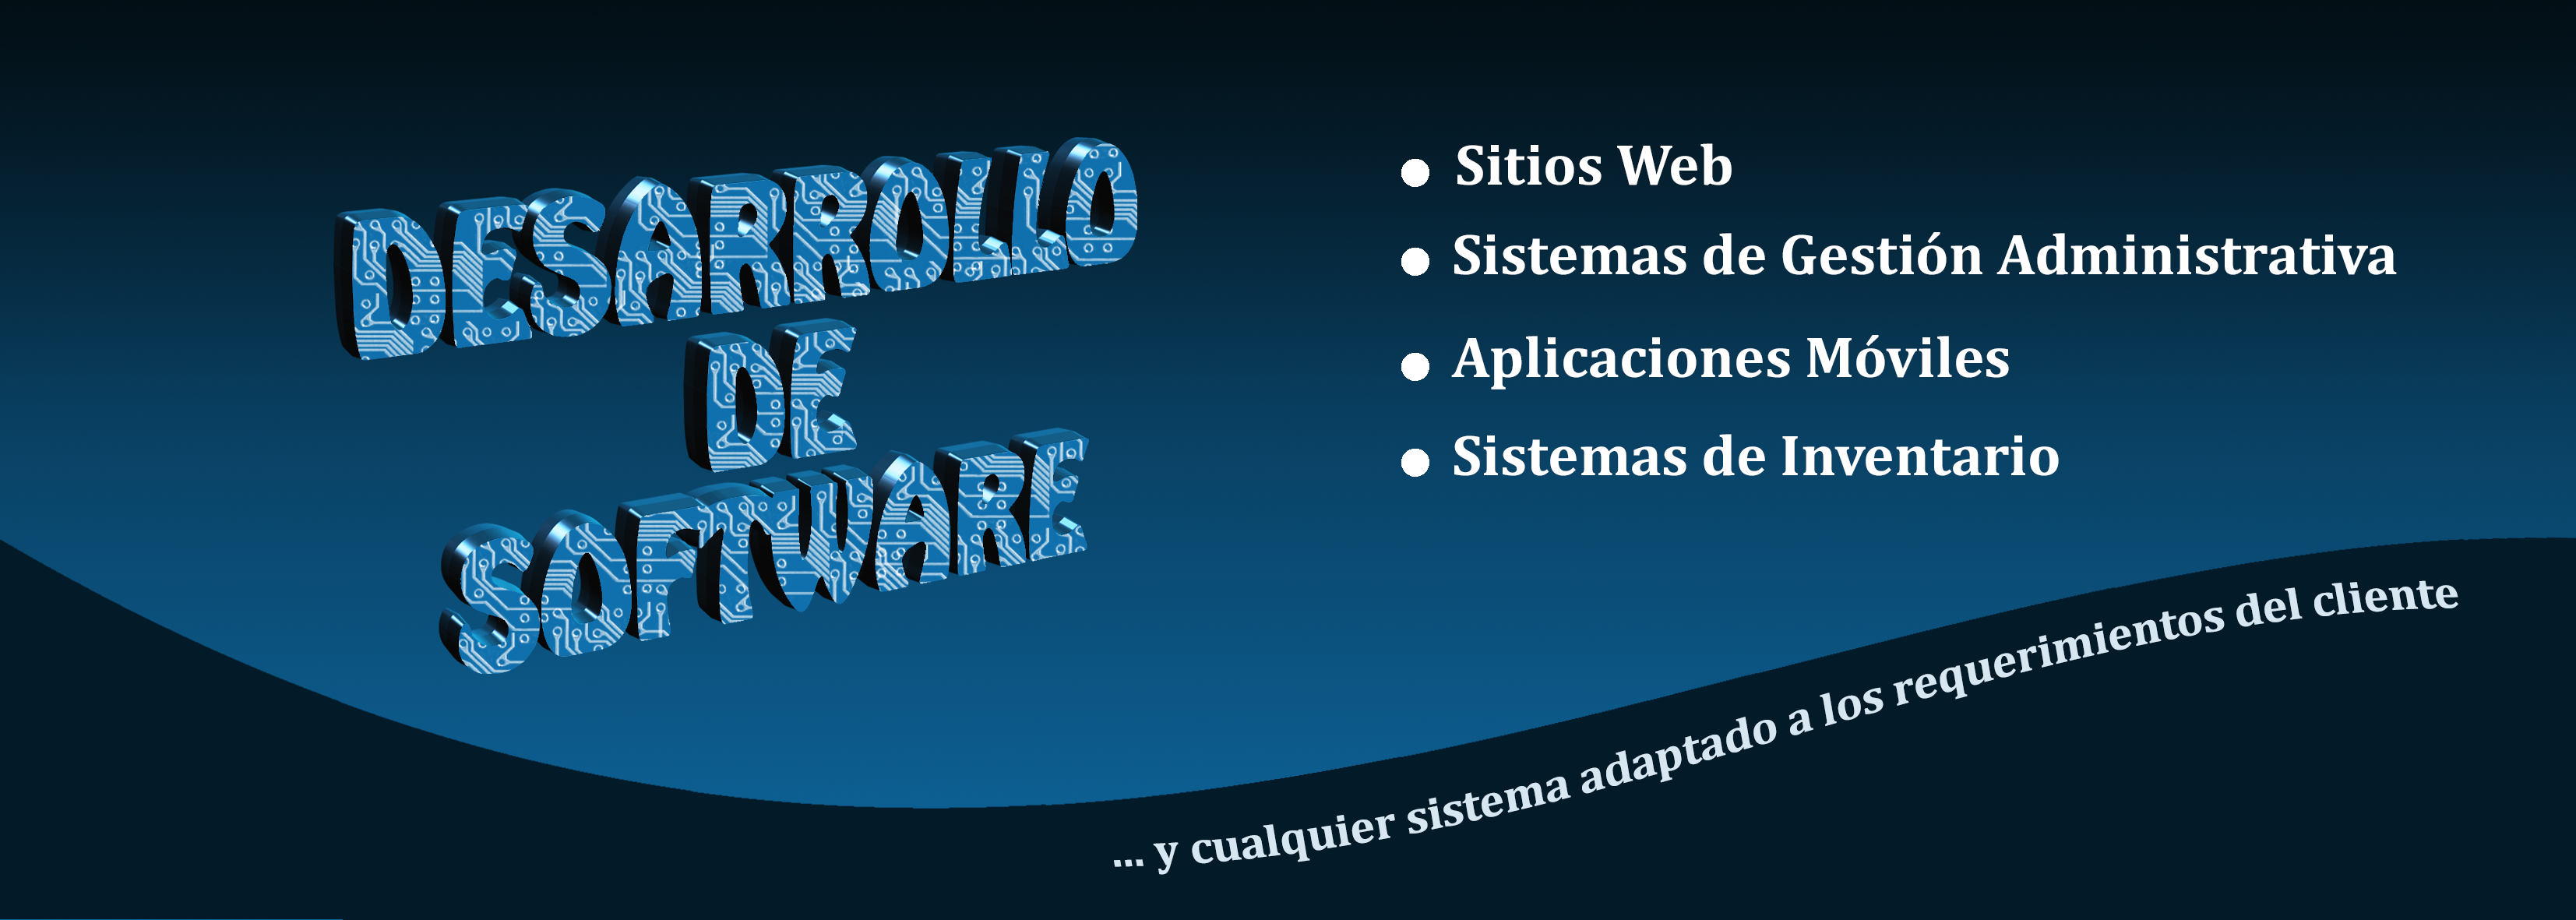 DESARROLLO
DE
SOFTWARE
Sitios Web
Sistemas de Gestión Administrativa
Aplicaciones Móviles
Sistemas de Inventario
... y cualquier sistema adaptado a los requerimientos del cliente